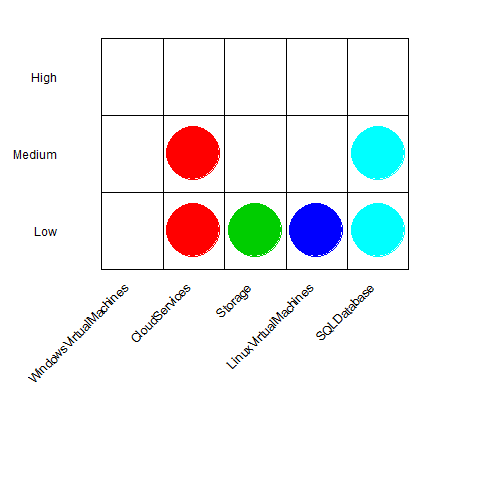 High
Medium
Low
WindowsVirtualMachines
CloudServices
Storage
LinuxVirtualMachines
SQLDatabase